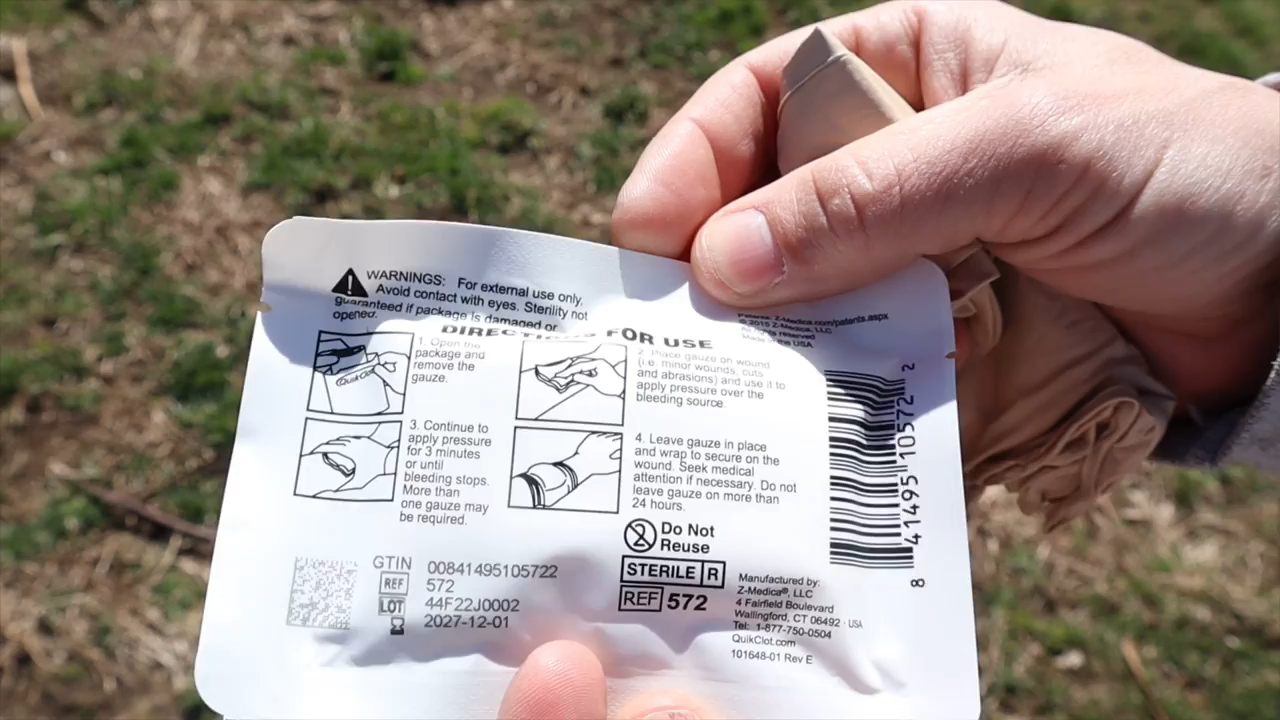 WARNINGS: For external use only,
Avoid contact with eyes. Sterility not
guaranteed if package is damaged or
opened.
Patents: Z-Medica.com/patents.aspx
© 2015 Z-Medica, LLC
All rights reserved
Made in the USA
DIRECTIONS FOR USE
1. Open the
package and
remove the
gauze.
QuikClot
2. Place gauze on wound
(i.e. minor wounds, cuts
and abrasions) and use it to
apply pressure over the
bleeding source.
3. Continue to
apply pressure
for 3 minutes
or until
bleeding stops.
More than
one gauze may
be required.
4. Leave gauze in place
and wrap to secure on the
wound. Seek medical
attention if necessary. Do not
leave gauze on more than
24 hours.
8 41495 10572 2
Do Not
Reuse
STERILE R
REF 572
GTIN 00841495105722
REF 572
LOT 44F22J0002
2027-12-01
Manufactured by:
Z-Medica®, LLC
4 Fairfield Boulevard
Wallingford, CT 06492 · USA
Tel: 1-877-750-0504
QuikClot.com
101648-01 Rev E